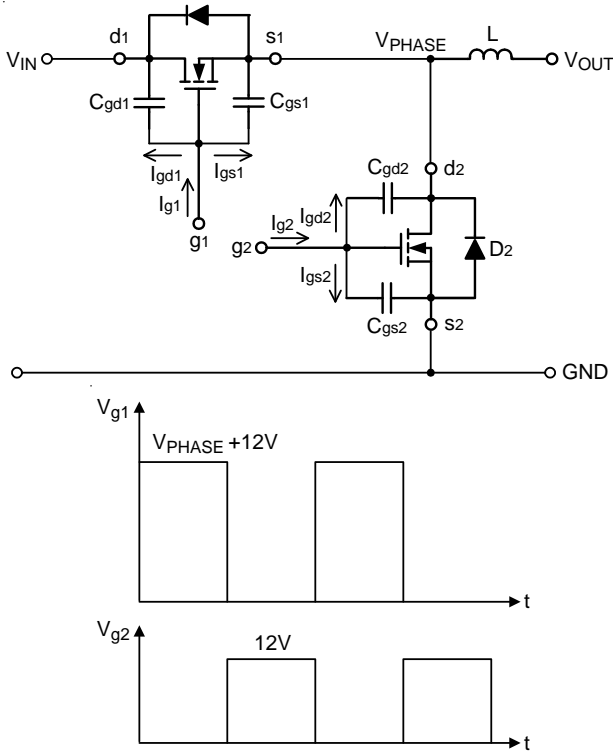 d1
s1
VPHASE
L
VIN
VOUT
Cgd1
Cgs1
Igd1
Igs1
Ig1
g1
Cgd2
d2
Igd2
Ig2
g2
D2
Igs2
Cgs2
s2
GND
Vg1
VPHASE +12V
t
Vg2
12V
t